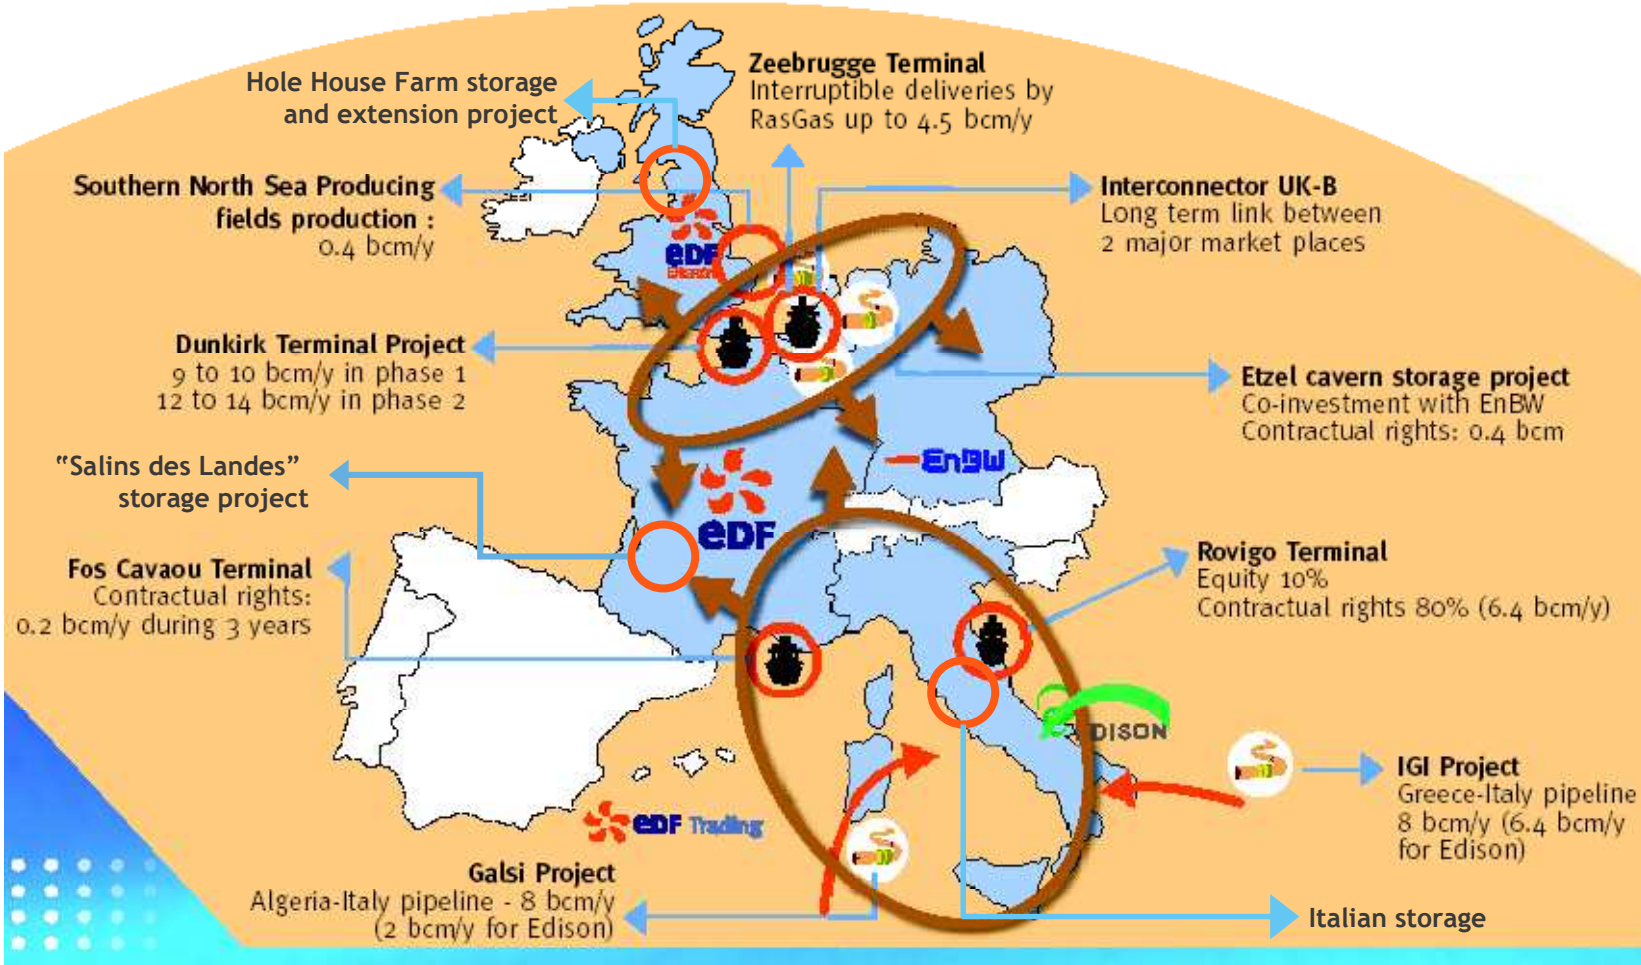 Hole House Farm storage
and extension project
Zeebrugge Terminal
Interruptible deliveries by
RasGas up to 4.5 bcm/y
Southern North Sea Producing
fields production :
0.4 bcm/y
Interconnector UK-B
Long term link between
2 major market places
eDF
Dunkirk Terminal Project
9 to 10 bcm/y in phase 1
12 to 14 bcm/y in phase 2
Etzel cavern storage project
Co-investment with EnBW
Contractual rights: 0.4 bcm
"Salins des Landes"
storage project
EnBW
eDF
Fos Cavaou Terminal
Contractual rights:
0.2 bcm/y during 3 years
Rovigo Terminal
Equity 10%
Contractual rights 80% (6.4 bcm/y)
DISON
IGI Project
Greece-Italy pipeline
8 bcm/y (6.4 bcm/y
for Edison)
eDF Trading
Galsi Project
Algeria-Italy pipeline - 8 bcm/y
(2 bcm/y for Edison)
Italian storage